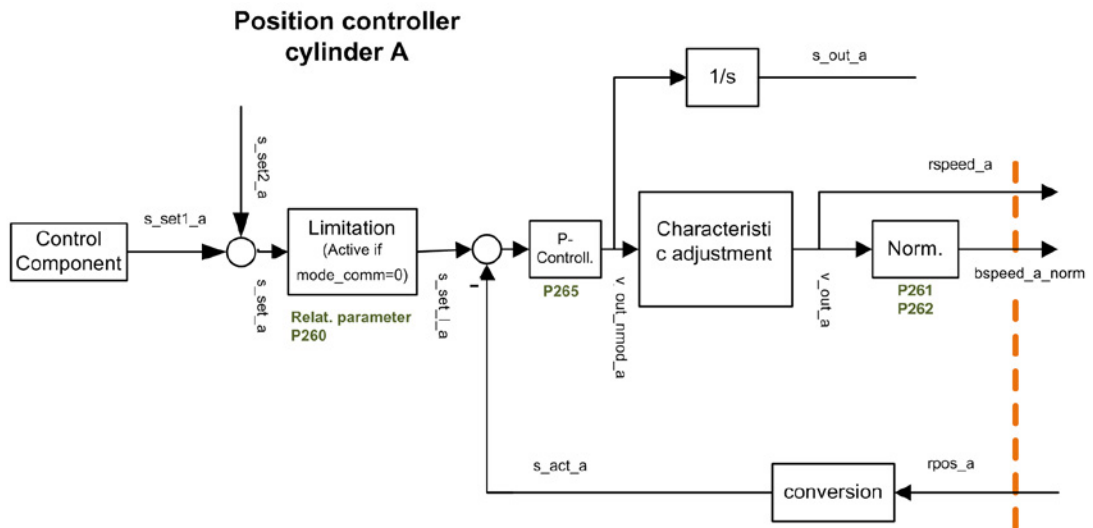 Position controller
cylinder A
1/s
s_out_a
s_set2_a
rspeed_a
s_set1_a
Control
Component
Limitation
(Active if
mode_comm=0)
P-
Controll.
Characteristi
c adjustment
Norm.
bspeed_a_norm
s_set_a
s_set_l_a
P265
v_out_nmod_a
v_out_a
P261
P262
Relat. parameter
P260
-
s_act_a
rpos_a
conversion